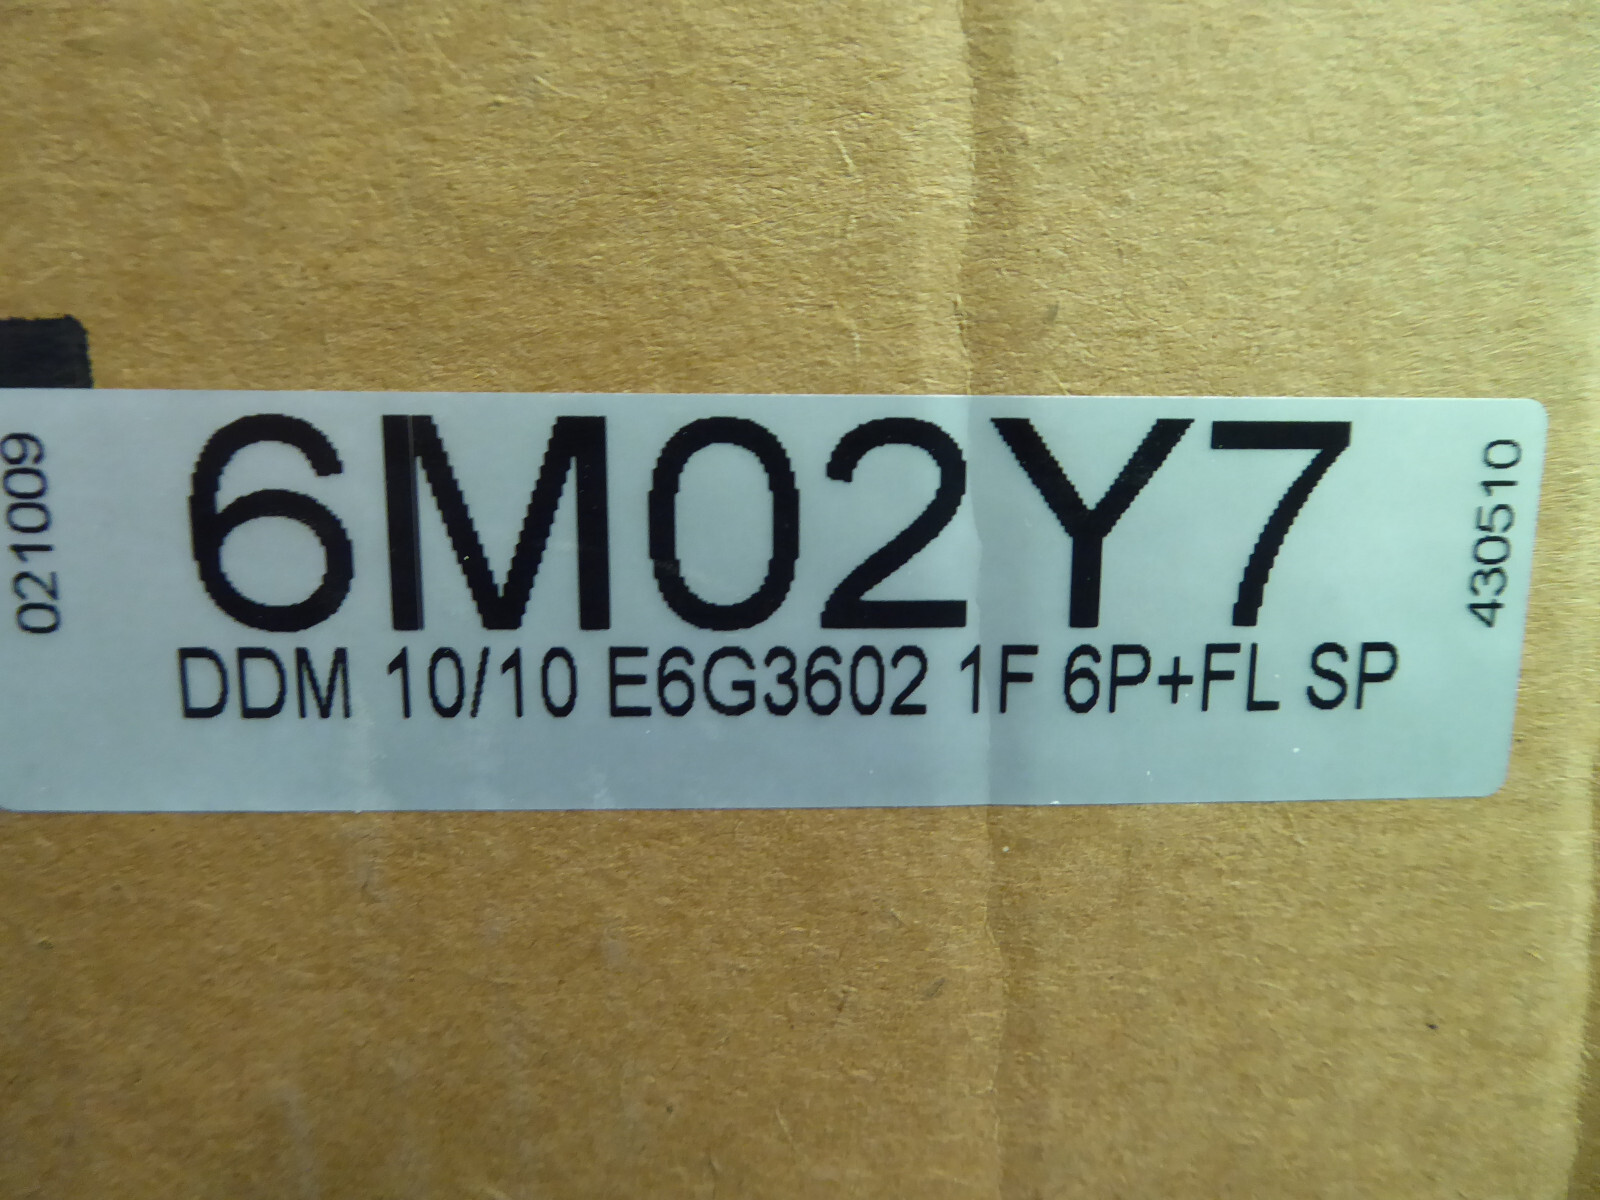 021009
6M02Y7
DDM 10/10 E6G3602 1F 6P+FL SP
430510